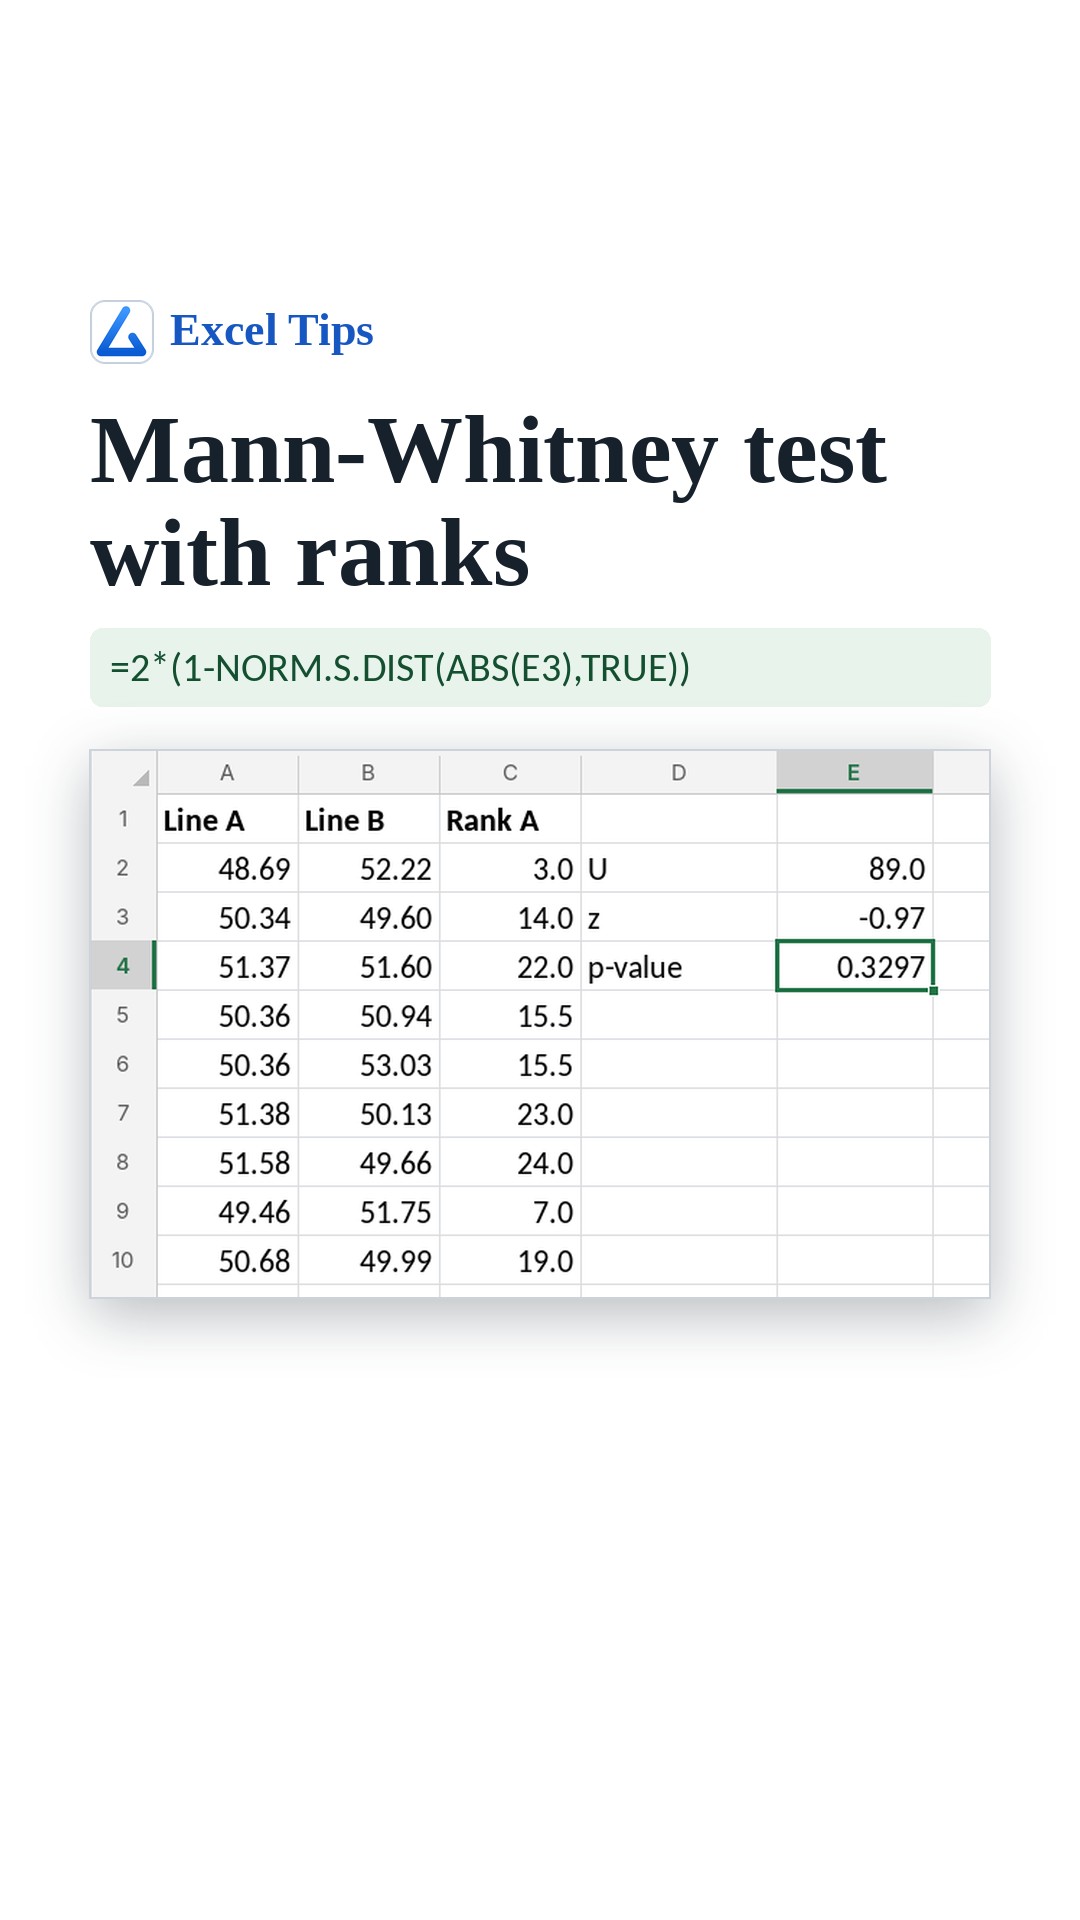 Excel Tips
Mann-Whitney test
with ranks
=2*(1-NORM.S.DIST(ABS(E3),TRUE))
A B C D E
1 Line A Line B Rank A
2 48.69 52.22 3.0 U 89.0
3 50.34 49.60 14.0 z -0.97
4 51.37 51.60 22.0 p-value 0.3297
5 50.36 50.94 15.5
6 50.36 53.03 15.5
7 51.38 50.13 23.0
8 51.58 49.66 24.0
9 49.46 51.75 7.0
10 50.68 49.99 19.0